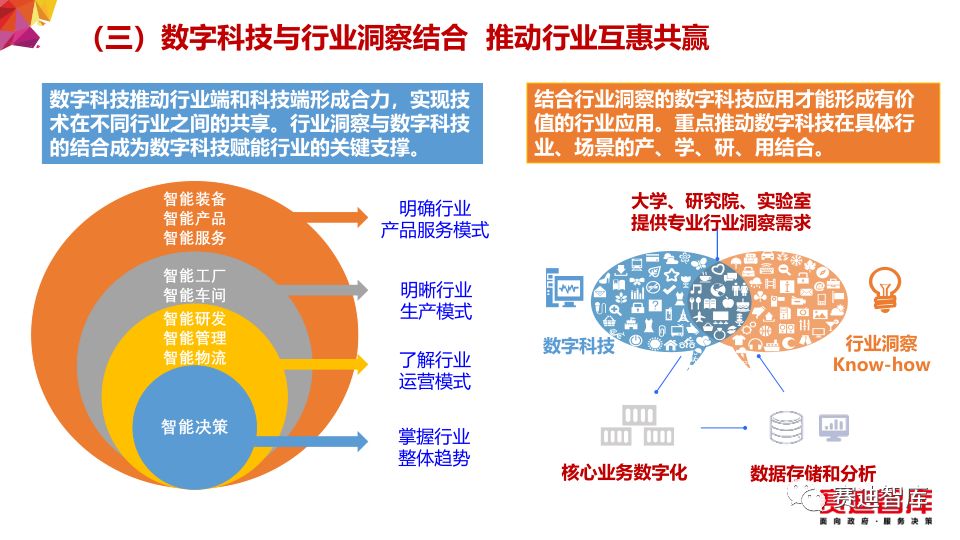 （三）数字科技与行业洞察结合 推动行业互惠共赢
数字科技推动行业端和科技端形成合力，实现技
术在不同行业之间的共享。行业洞察与数字科技
的结合成为数字科技赋能行业的关键支撑。
智能装备
智能产品
智能服务
明确行业
产品服务模式
智能工厂
智能车间
明晰行业
生产模式
智能研发
智能管理
智能物流
了解行业
运营模式
智能决策
掌握行业
整体趋势
结合行业洞察的数字科技应用才能形成有价
值的行业应用。重点推动数字科技在具体行
业、场景的产、学、研、用结合。
大学、研究院、实验室
提供专业行业洞察需求
数字科技
行业洞察
Know-how
核心业务数字化
数据存储和分析
赛迪智库
赛迪智库
面向政府·服务决策